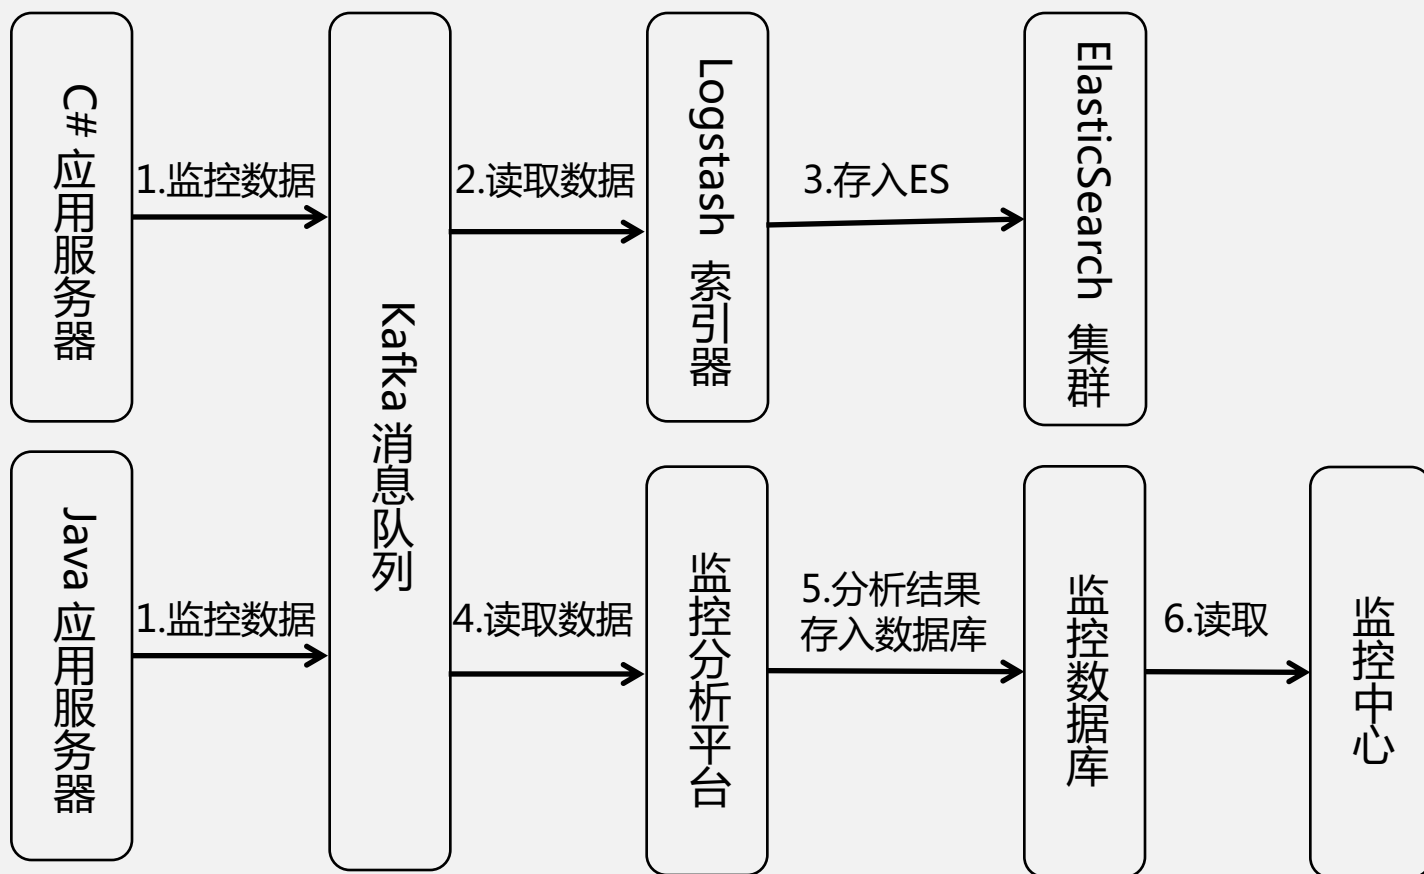 C# 应用服务器
1.监控数据
Kafka 消息队列
2.读取数据
Logstash 索引器
3.存入ES
ElasticSearch 集群
Java 应用服务器
1.监控数据
4.读取数据
监控分析平台
5.分析结果
存入数据库
监控数据库
6.读取
监控中心